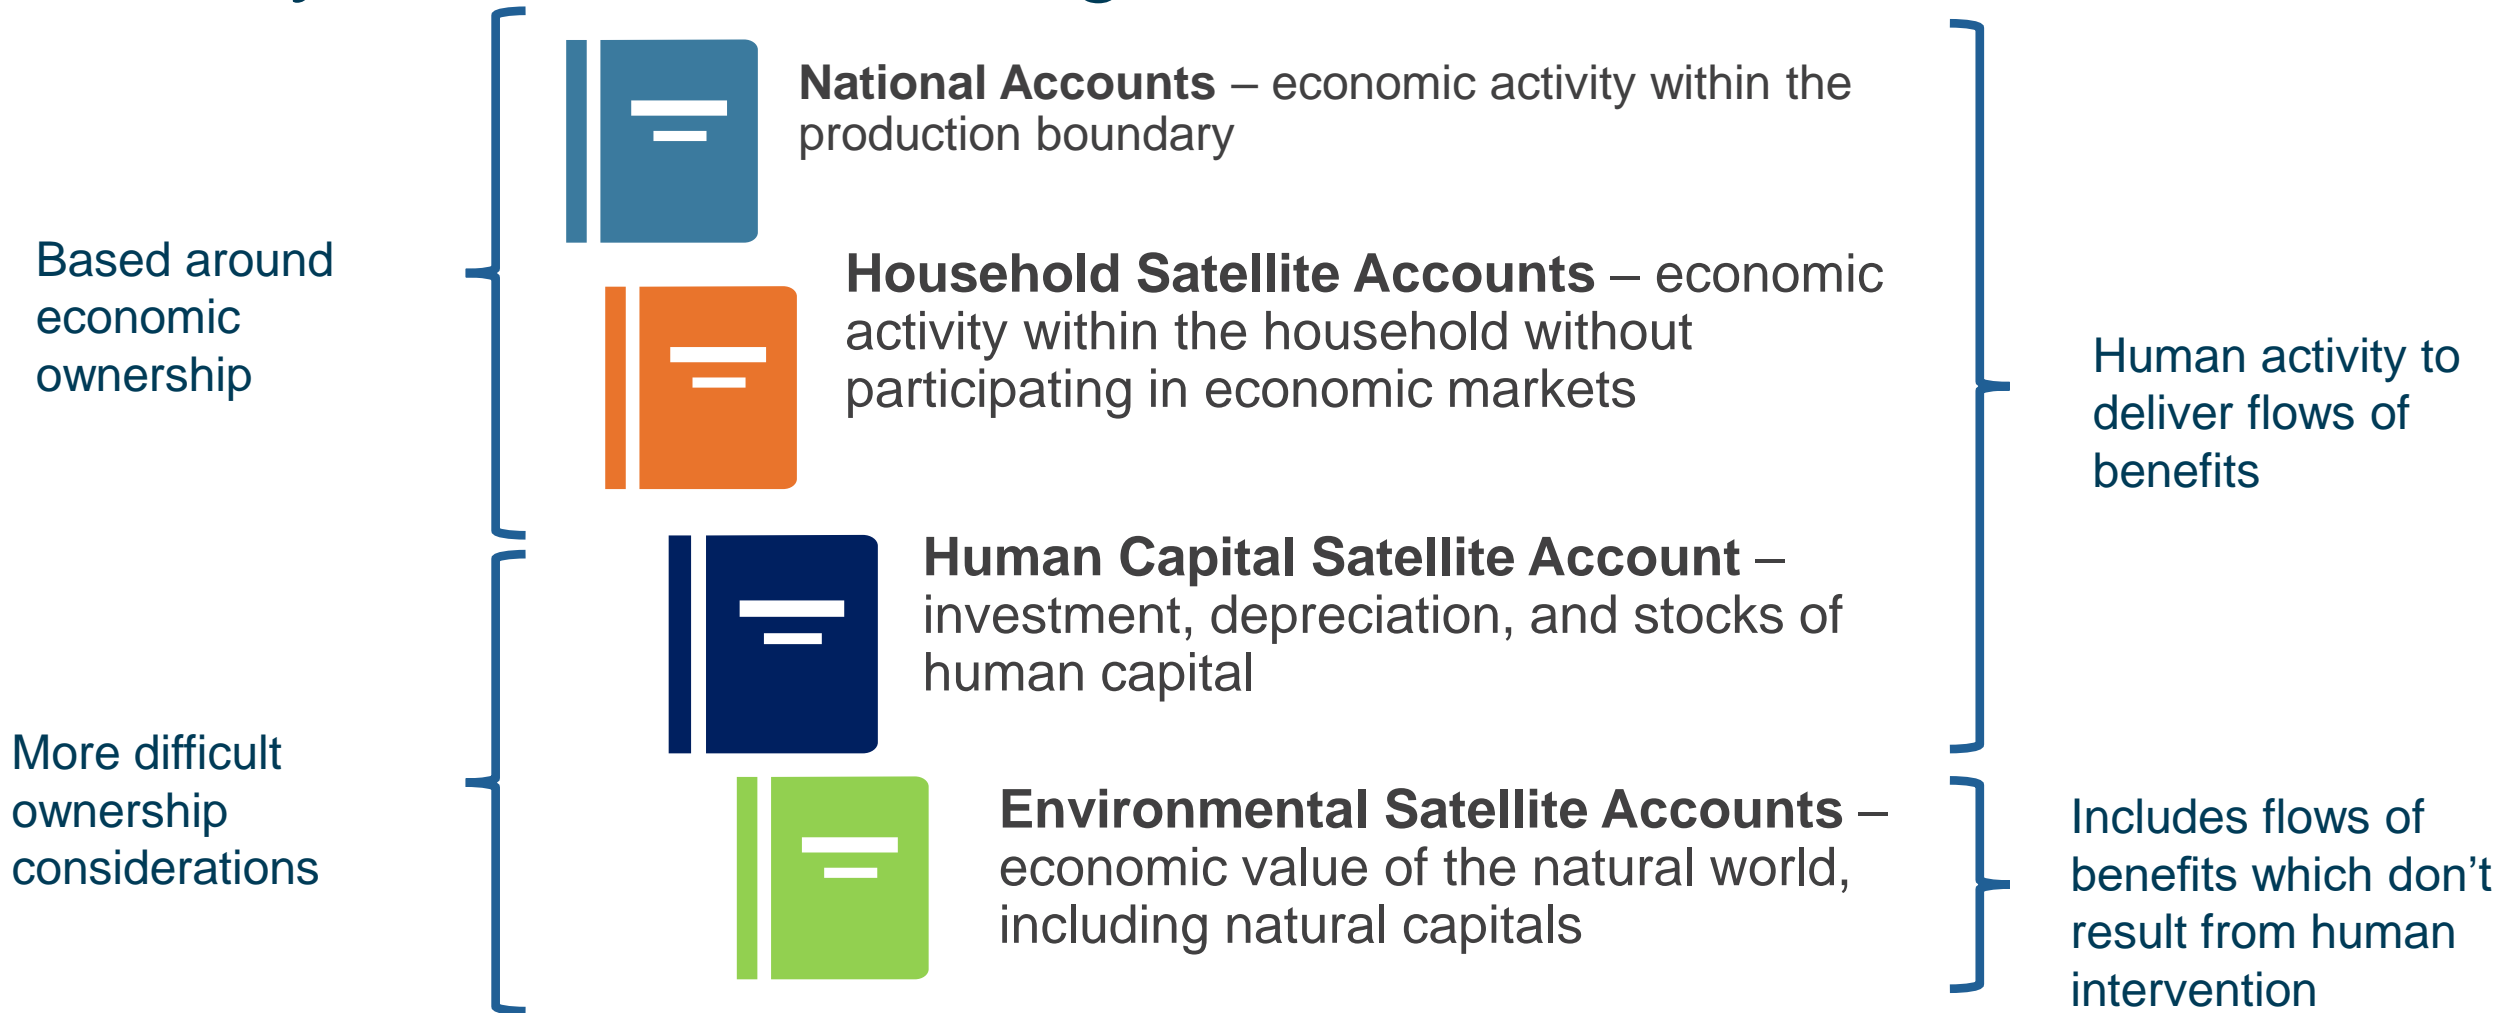 National Accounts – economic activity within the
production boundary
Based around
economic
ownership
Household Satellite Accounts – economic
activity within the household without
participating in economic markets
Human activity to
deliver flows of
benefits
Human Capital Satellite Account –
investment, depreciation, and stocks of
human capital
More difficult
ownership
considerations
Environmental Satellite Accounts –
economic value of the natural world,
including natural capitals
Includes flows of
benefits which don’t
result from human
intervention